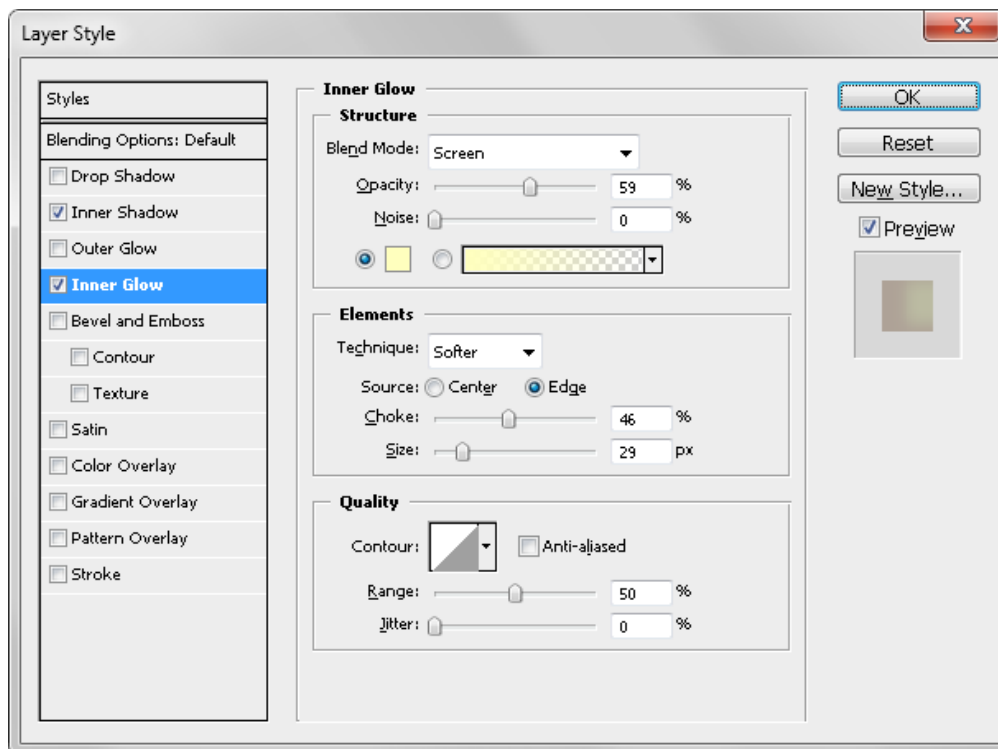 Layer Style
Styles
Blending Options: Default
Drop Shadow
Inner Shadow
Outer Glow
Inner Glow
Bevel and Emboss
Contour
Texture
Satin
Color Overlay
Gradient Overlay
Pattern Overlay
Stroke
Inner Glow
Structure
Blend Mode: Screen
Opacity: 59 %
Noise: 0 %
Elements
Technique: Softer
Source: Center Edge
Choke: 46 %
Size: 29 px
Quality
Contour: Anti-aliased
Range: 50 %
Jitter: 0 %
OK
Reset
New Style...
Preview